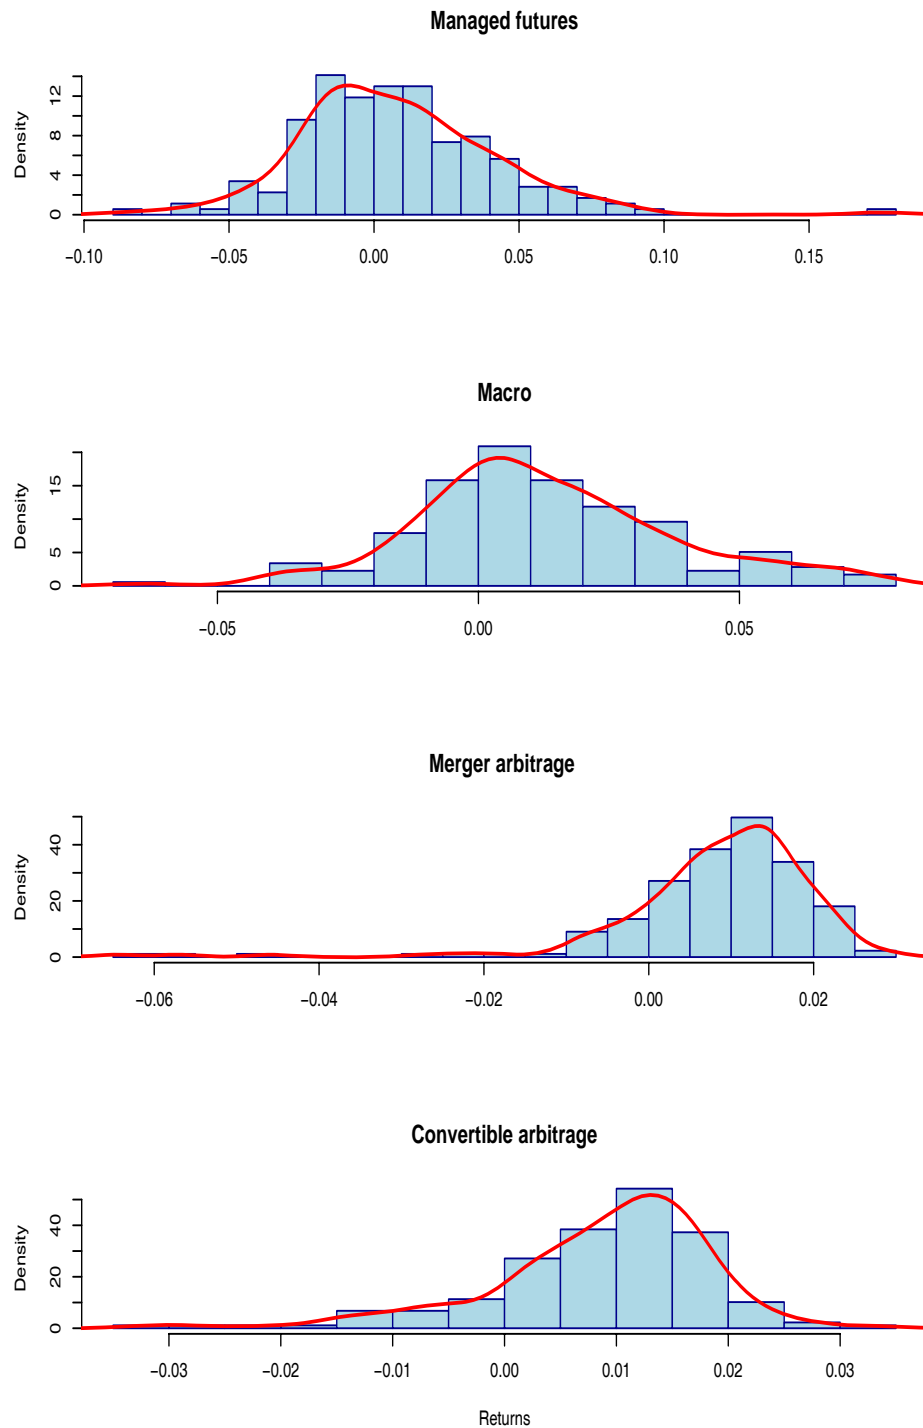 Managed futures
Density
0 4 8 12
−0.10 −0.05 0.00 0.05 0.10 0.15
Macro
Density
0 5 15
−0.05 0.00 0.05
Merger arbitrage
Density
0 20 40
−0.06 −0.04 −0.02 0.00 0.02
Convertible arbitrage
Density
0 20 40
−0.03 −0.02 −0.01 0.00 0.01 0.02 0.03
Returns